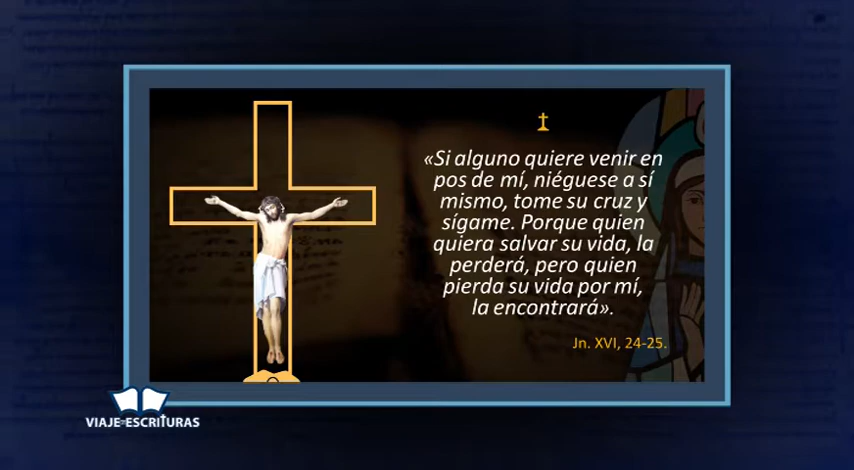 «Si alguno quiere venir en
pos de mí, niéguese a sí
mismo, tome su cruz y
sígame. Porque quien
quiera salvar su vida, la
perderá, pero quien
pierda su vida por mí,
la encontrará».
Jn. XVI, 24-25.
VIAJE ESCRITURAS